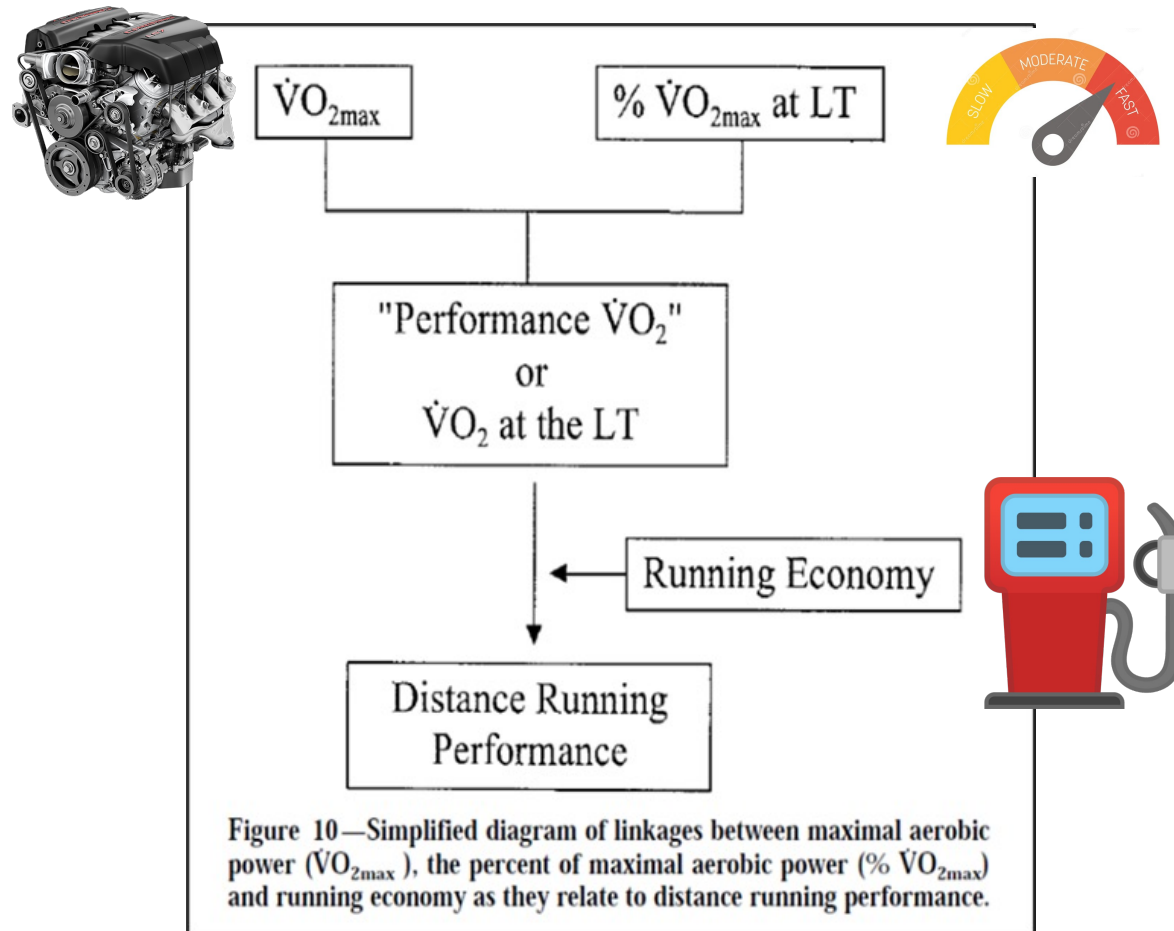 V̇O₂max
% V̇O₂max at LT
SLOW
MODERATE
FAST
"Performance V̇O₂"
or
V̇O₂ at the LT
Running Economy
Distance Running
Performance
Figure 10—Simplified diagram of linkages between maximal aerobic
power (V̇O₂max ), the percent of maximal aerobic power (% V̇O₂max)
and running economy as they relate to distance running performance.